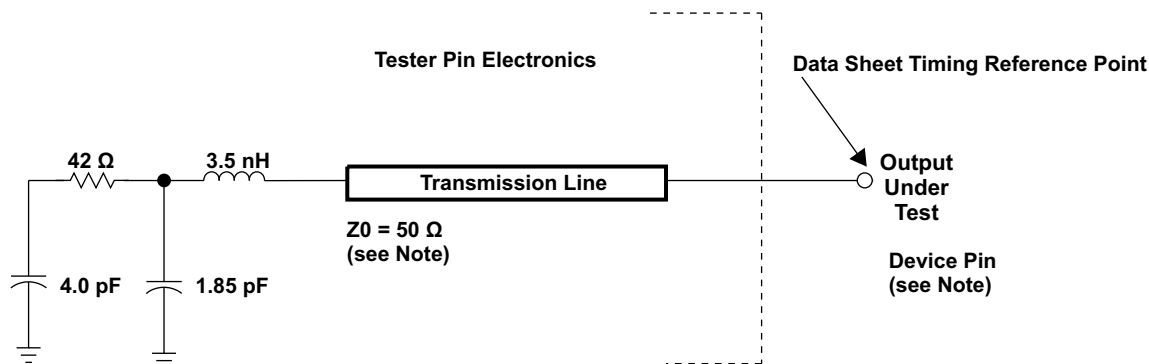 Tester Pin Electronics
Data Sheet Timing Reference Point
42 Ω
3.5 nH
Transmission Line
Output
Under
Test
Z0 = 50 Ω
(see Note)
Device Pin
(see Note)
4.0 pF
1.85 pF